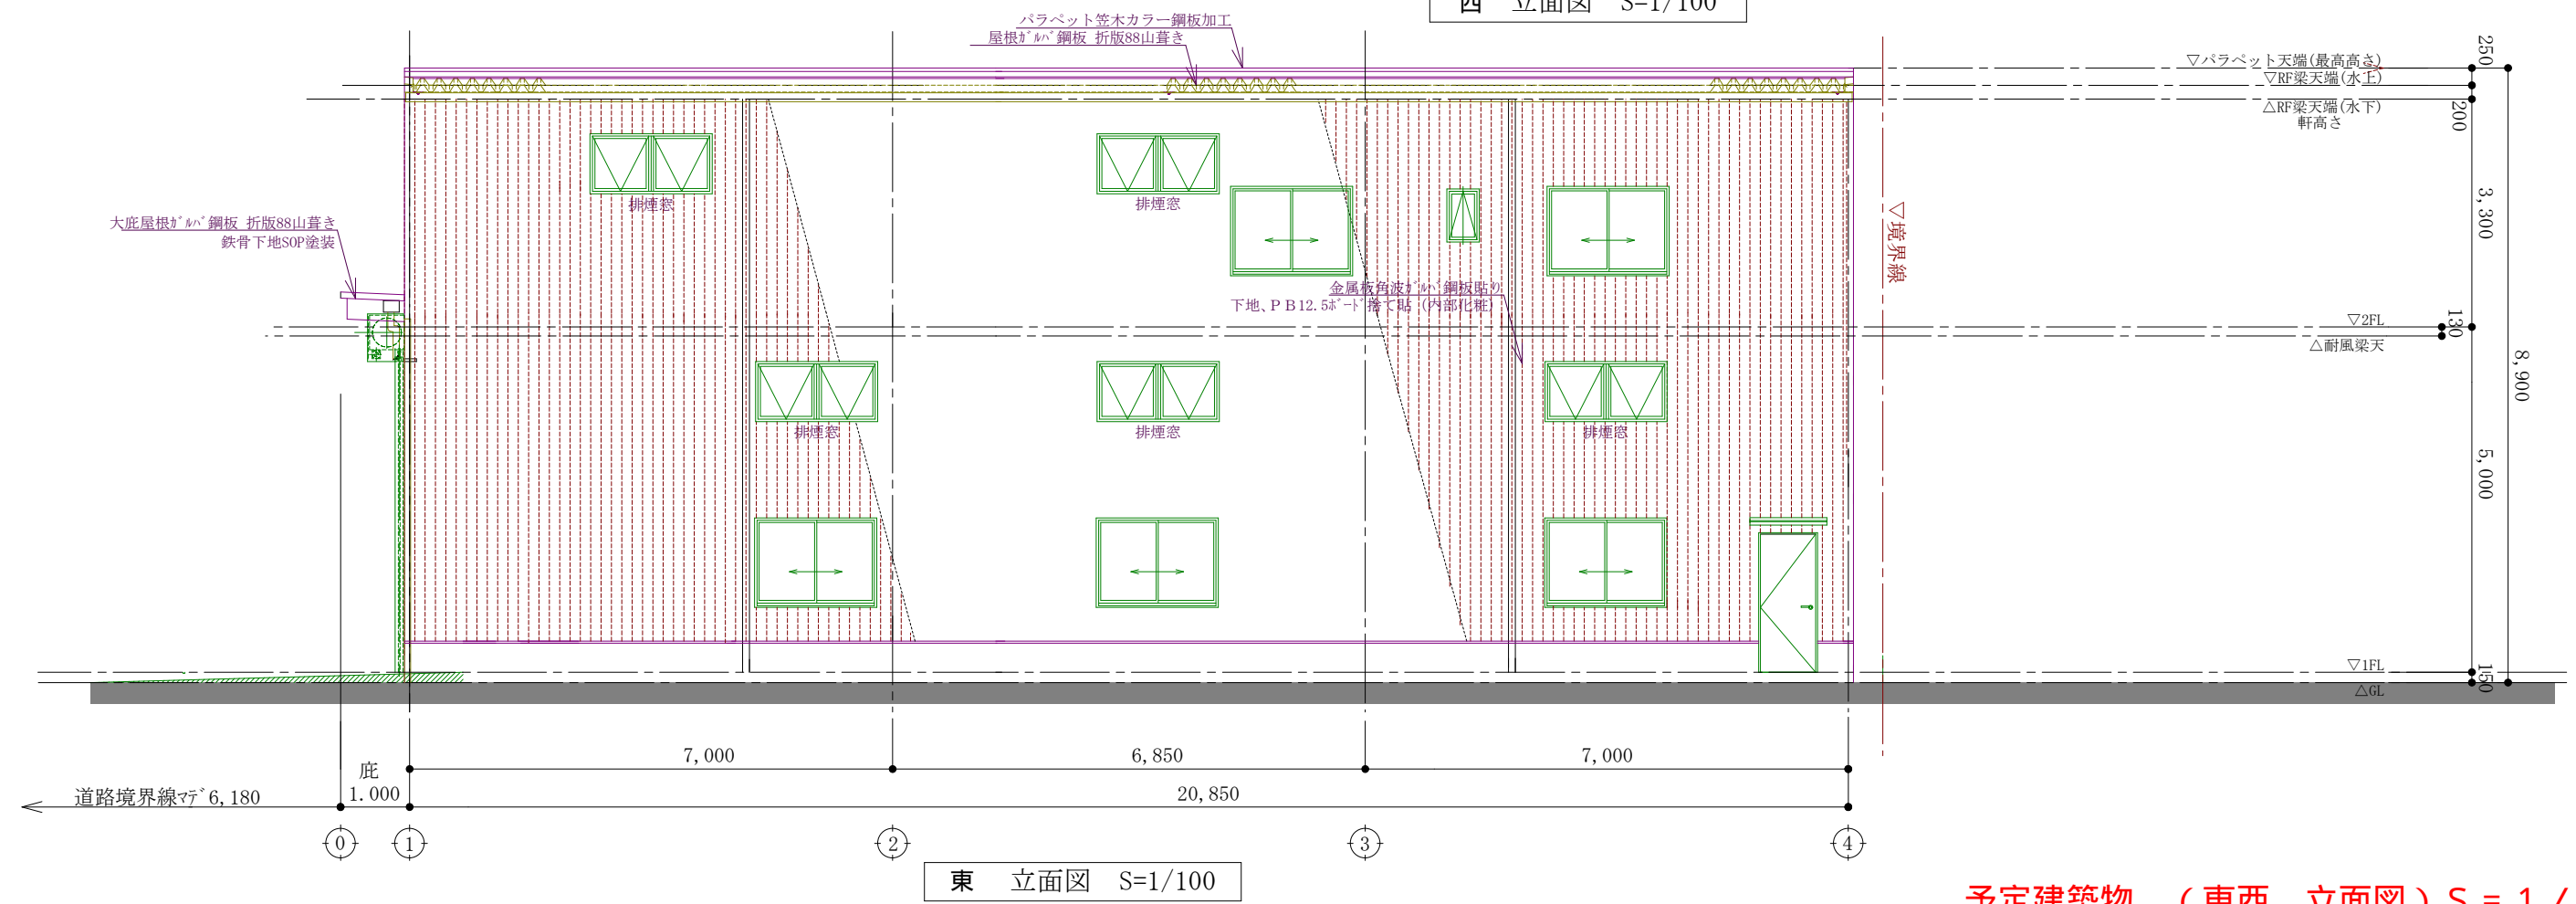 西 立面図 S=1/100
パラペット笠木カラー鋼板加工
屋根ｶﾞﾙﾊﾞ鋼板 折版88山葺き
▽パラペット天端(最高高さ)
▽RF梁天端(水上)
△RF梁天端(水下)
軒高さ
250
200
3,300
130
5,000
150
8,900
排煙窓
排煙窓
大庇屋根ｶﾞﾙﾊﾞ鋼板 折版88山葺き
鉄骨下地SOP塗装
▽境界線
金属板角波ｶﾞﾙﾊﾞ鋼板貼り
下地、ＰＢ12.5ﾎﾞｰﾄﾞ捨て貼（内部化粧）
▽2FL
△耐風梁天
排煙窓
排煙窓
排煙窓
▽1FL
△GL
7,000
6,850
7,000
庇
道路境界線ﾏﾃﾞ6,180
1.000
20,850
0
1
2
3
4
東 立面図 S=1/100
予定建築物 （東西 立面図）Ｓ＝１／